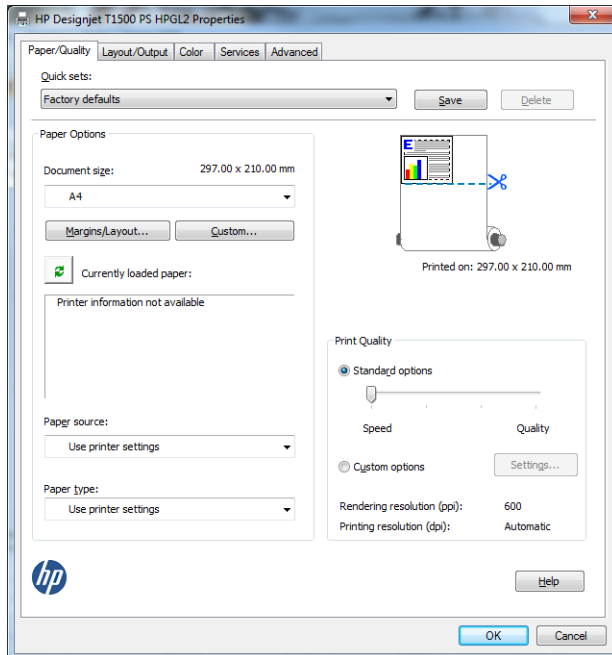 HP Designjet T1500 PS HPGL2 Properties
Paper/Quality Layout/Output Color Services Advanced
Quick sets:
Factory defaults
Save
Delete
Paper Options
Document size:
297.00 x 210.00 mm
A4
Margins/Layout...
Custom...
Currently loaded paper:
Printer information not available
Paper source:
Use printer settings
Paper type:
Use printer settings
E
Printed on: 297.00 x 210.00 mm
Print Quality
Standard options
Speed
Quality
Custom options
Settings...
Rendering resolution (ppi):
600
Printing resolution (dpi):
Automatic
hp
Help
OK
Cancel